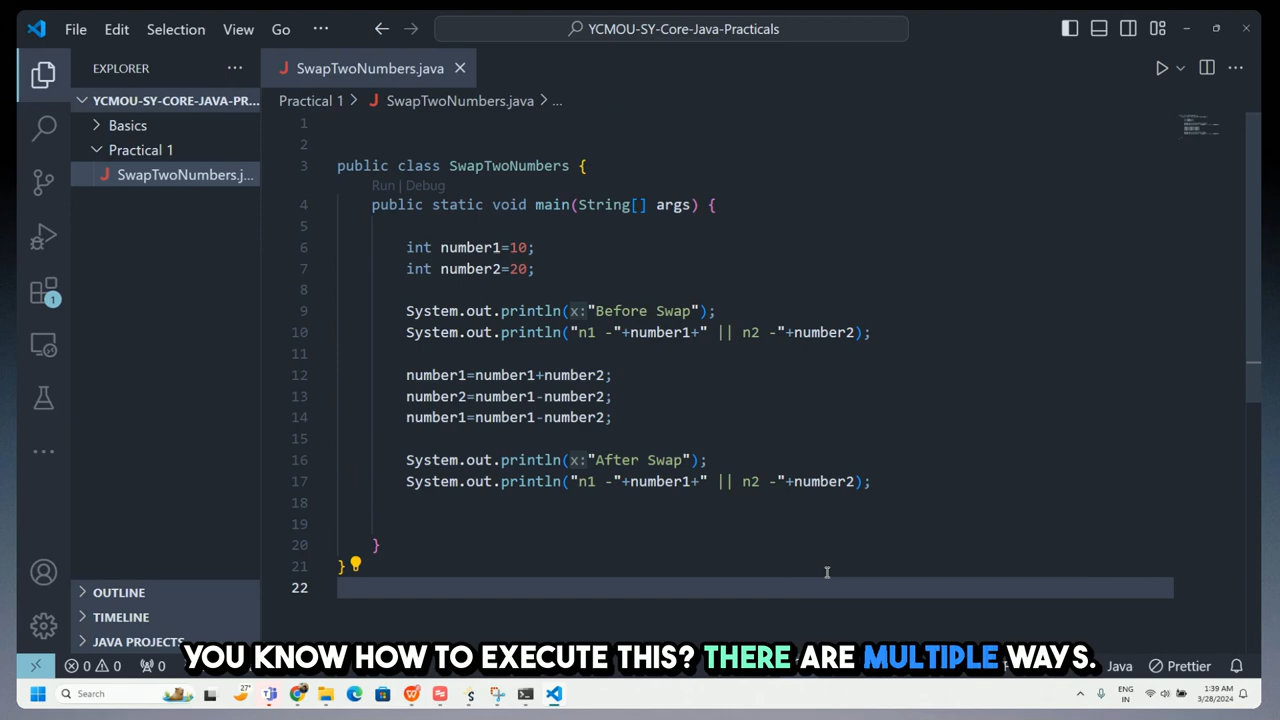 File Edit Selection View Go ···
YCMOU-SY-Core-Java-Practicals
EXPLORER ···
SwapTwoNumbers.java
YCMOU-SY-CORE-JAVA-PR...
Practical 1 > SwapTwoNumbers.java > ...
Basics
Practical 1
SwapTwoNumbers.j...
1
2
3 public class SwapTwoNumbers {
Run | Debug
4 public static void main(String[] args) {
5
6 int number1=10;
7 int number2=20;
8
9 System.out.println(x:"Before Swap");
10 System.out.println("n1 -"+number1+" || n2 -"+number2);
11
12 number1=number1+number2;
13 number2=number1-number2;
14 number1=number1-number2;
15
16 System.out.println(x:"After Swap");
17 System.out.println("n1 -"+number1+" || n2 -"+number2);
18
19
20 }
21 }
22
1
OUTLINE
TIMELINE
JAVA PROJECTS
YOU KNOW HOW TO EXECUTE THIS? THERE ARE MULTIPLE WAYS.
0 0 0 Java Prettier
Search 27° ENG IN 1:39 AM 3/28/2024